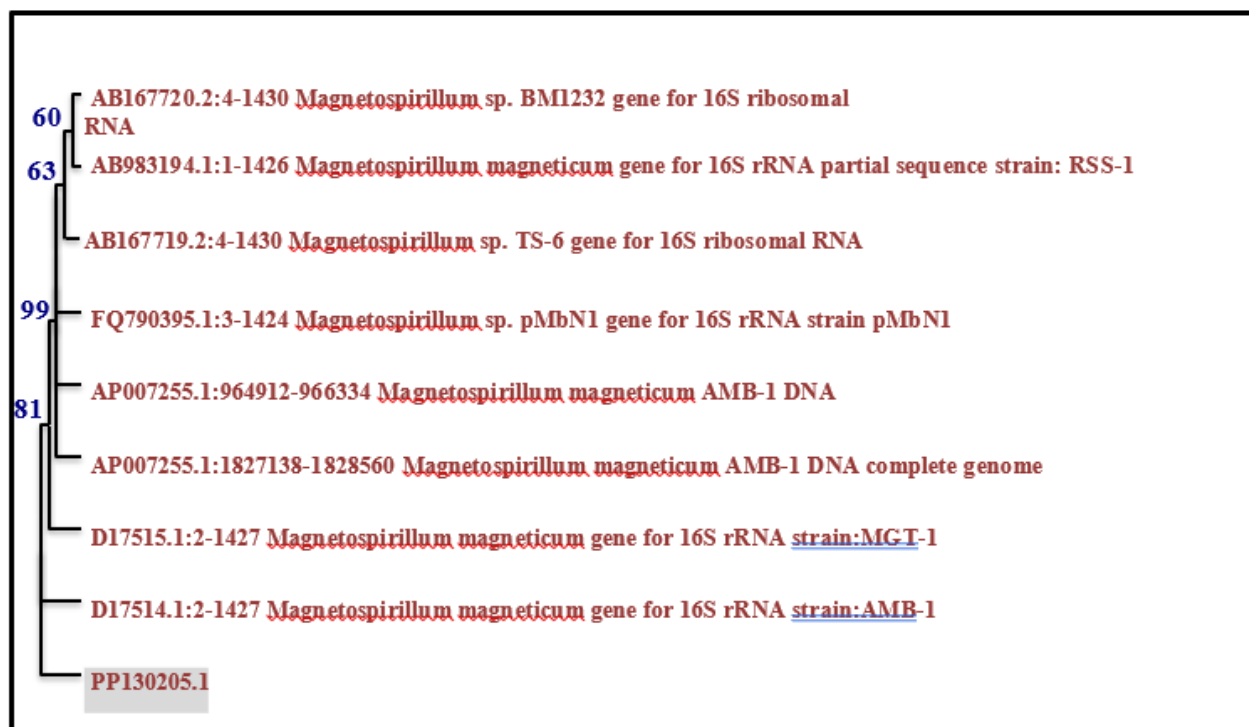 AB167720.2:4-1430 Magnetospirillum sp. BM1232 gene for 16S ribosomal
RNA
60
AB983194.1:1-1426 Magnetospirillum magneticum gene for 16S rRNA partial sequence strain: RSS-1
63
AB167719.2:4-1430 Magnetospirillum sp. TS-6 gene for 16S ribosomal RNA
99
FQ790395.1:3-1424 Magnetospirillum sp. pMbN1 gene for 16S rRNA strain pMbN1
AP007255.1:964912-966334 Magnetospirillum magneticum AMB-1 DNA
81
AP007255.1:1827138-1828560 Magnetospirillum magneticum AMB-1 DNA complete genome
D17515.1:2-1427 Magnetospirillum magneticum gene for 16S rRNA strain:MGT-1
D17514.1:2-1427 Magnetospirillum magneticum gene for 16S rRNA strain:AMB-1
PP130205.1